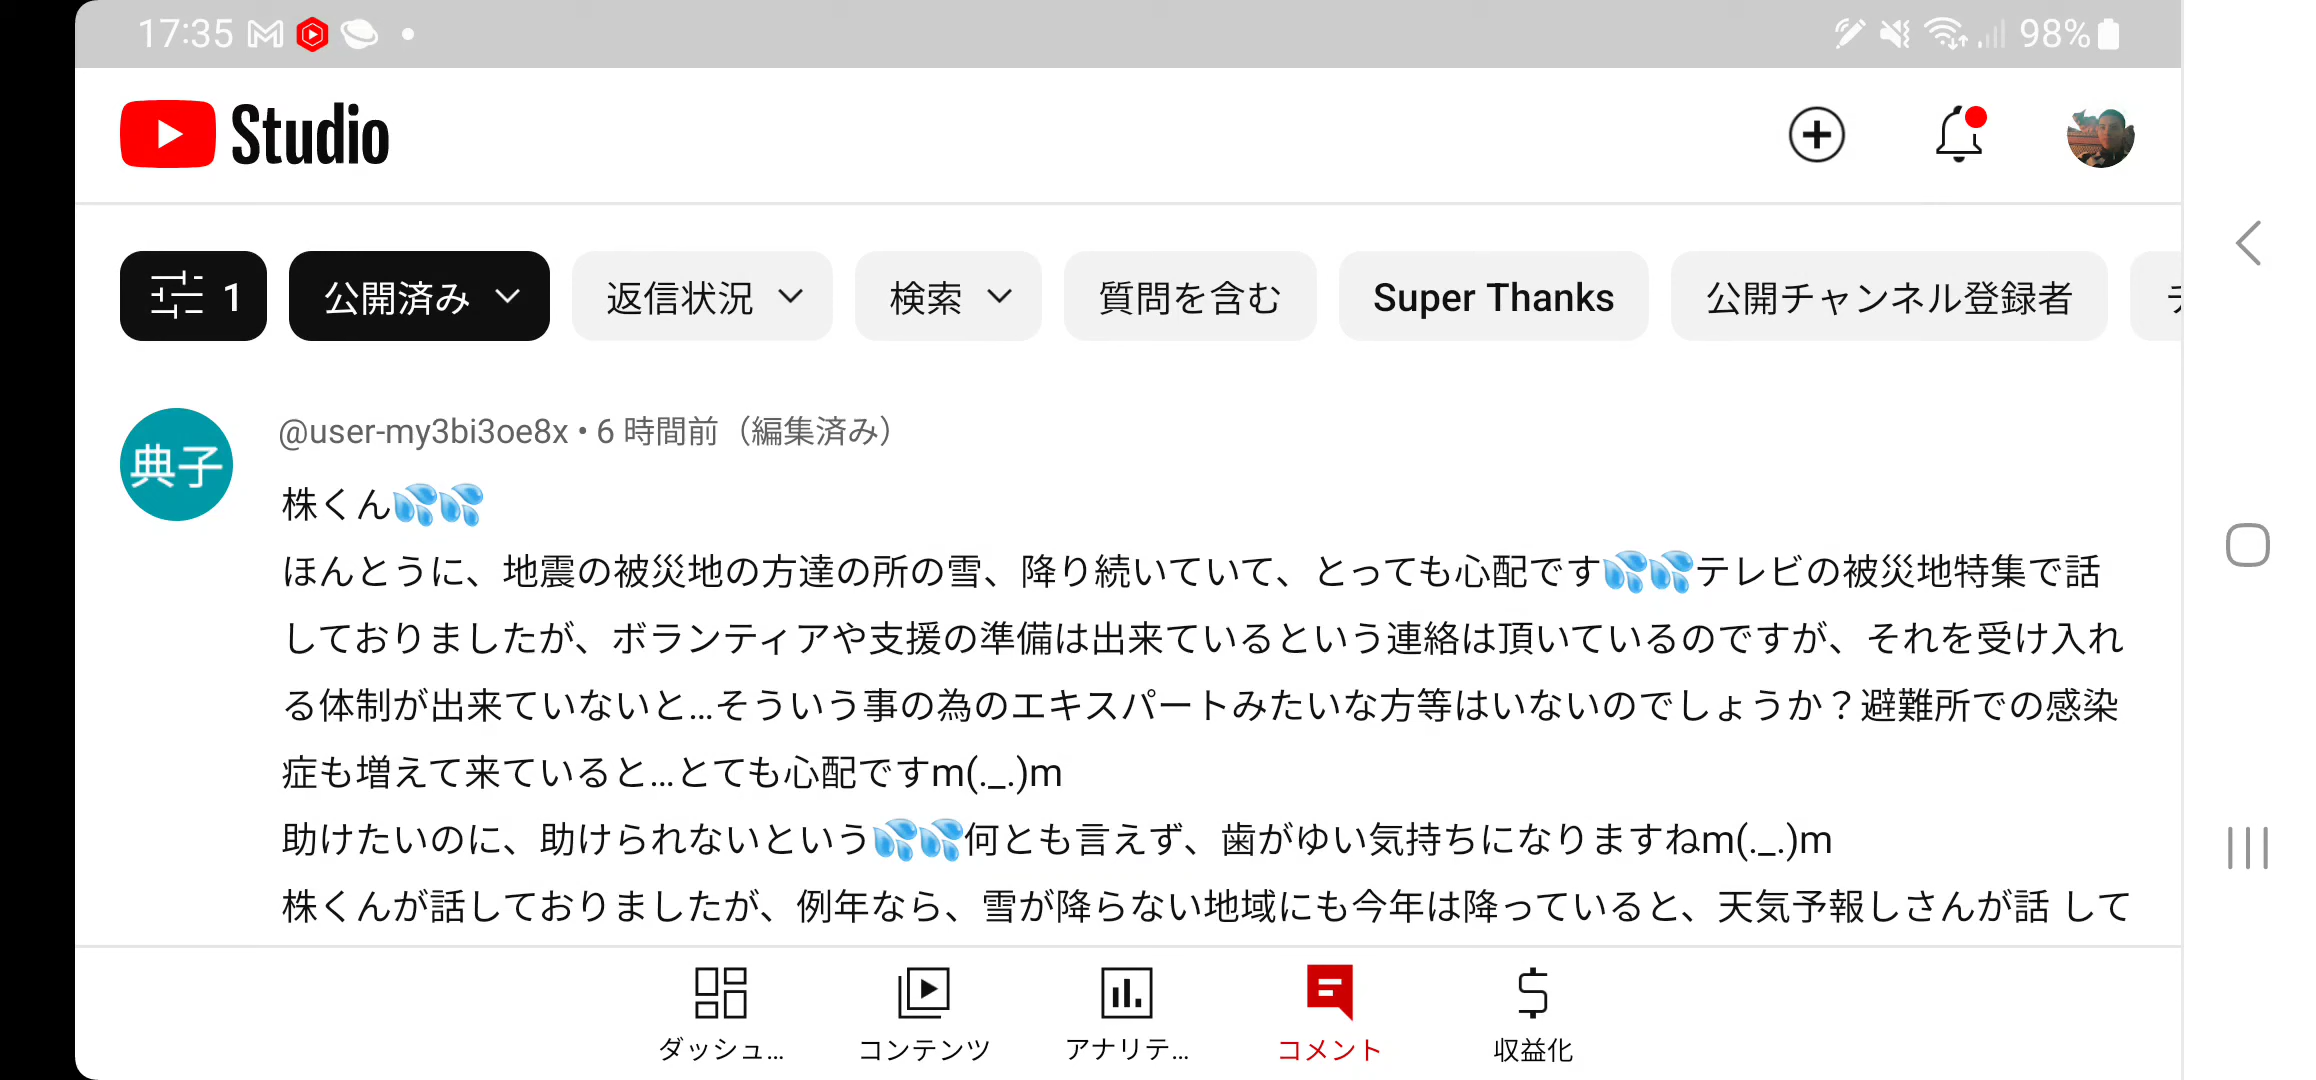 17:35
98%
Studio
1
公開済み
返信状況
検索
質問を含む
Super Thanks
公開チャンネル登録者
典子
@user-my3bi3oe8x • 6 時間前（編集済み）
株くん💦💦
ほんとうに、地震の被災地の方達の所の雪、降り続いていて、とっても心配です💦💦テレビの被災地特集で話
しておりましたが、ボランティアや支援の準備は出来ているという連絡は頂いているのですが、それを受け入れ
る体制が出来ていないと...そういう事の為のエキスパートみたいな方等はいないのでしょうか？避難所での感染
症も増えて来ていると...とても心配ですm(._.)m
助けたいのに、助けられないという💦💦何とも言えず、歯がゆい気持ちになりますねm(._.)m
株くんが話しておりましたが、例年なら、雪が降らない地域にも今年は降っていると、天気予報しさんが話 して
ダッシュ...
コンテンツ
アナリテ...
コメント
収益化